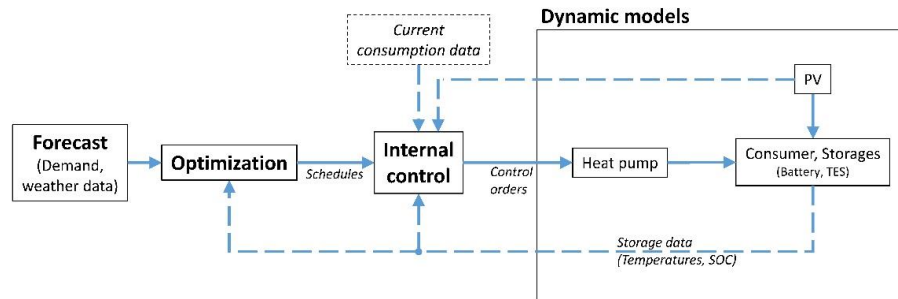 Dynamic models
Current
consumption data
PV
Forecast
(Demand,
weather data)
Optimization
Schedules
Internal
control
Control
orders
Heat pump
Consumer, Storages
(Battery, TES)
Storage data
(Temperatures, SOC)